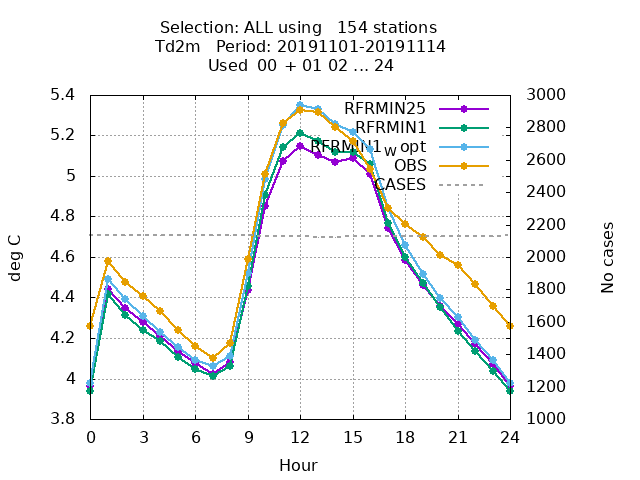 Selection: ALL using   154 stations
Td2m   Period: 20191101-20191114
Used  00 + 01 02 ... 24
5.4
5.2
5
4.8
4.6
4.4
4.2
4
3.8
deg C
RFRMIN25
RFRMIN1
RFRMIN1_w opt
OBS
CASES
3000
2800
2600
2400
2200
2000
1800
1600
1400
1200
1000
No cases
0 3 6 9 12 15 18 21 24
Hour